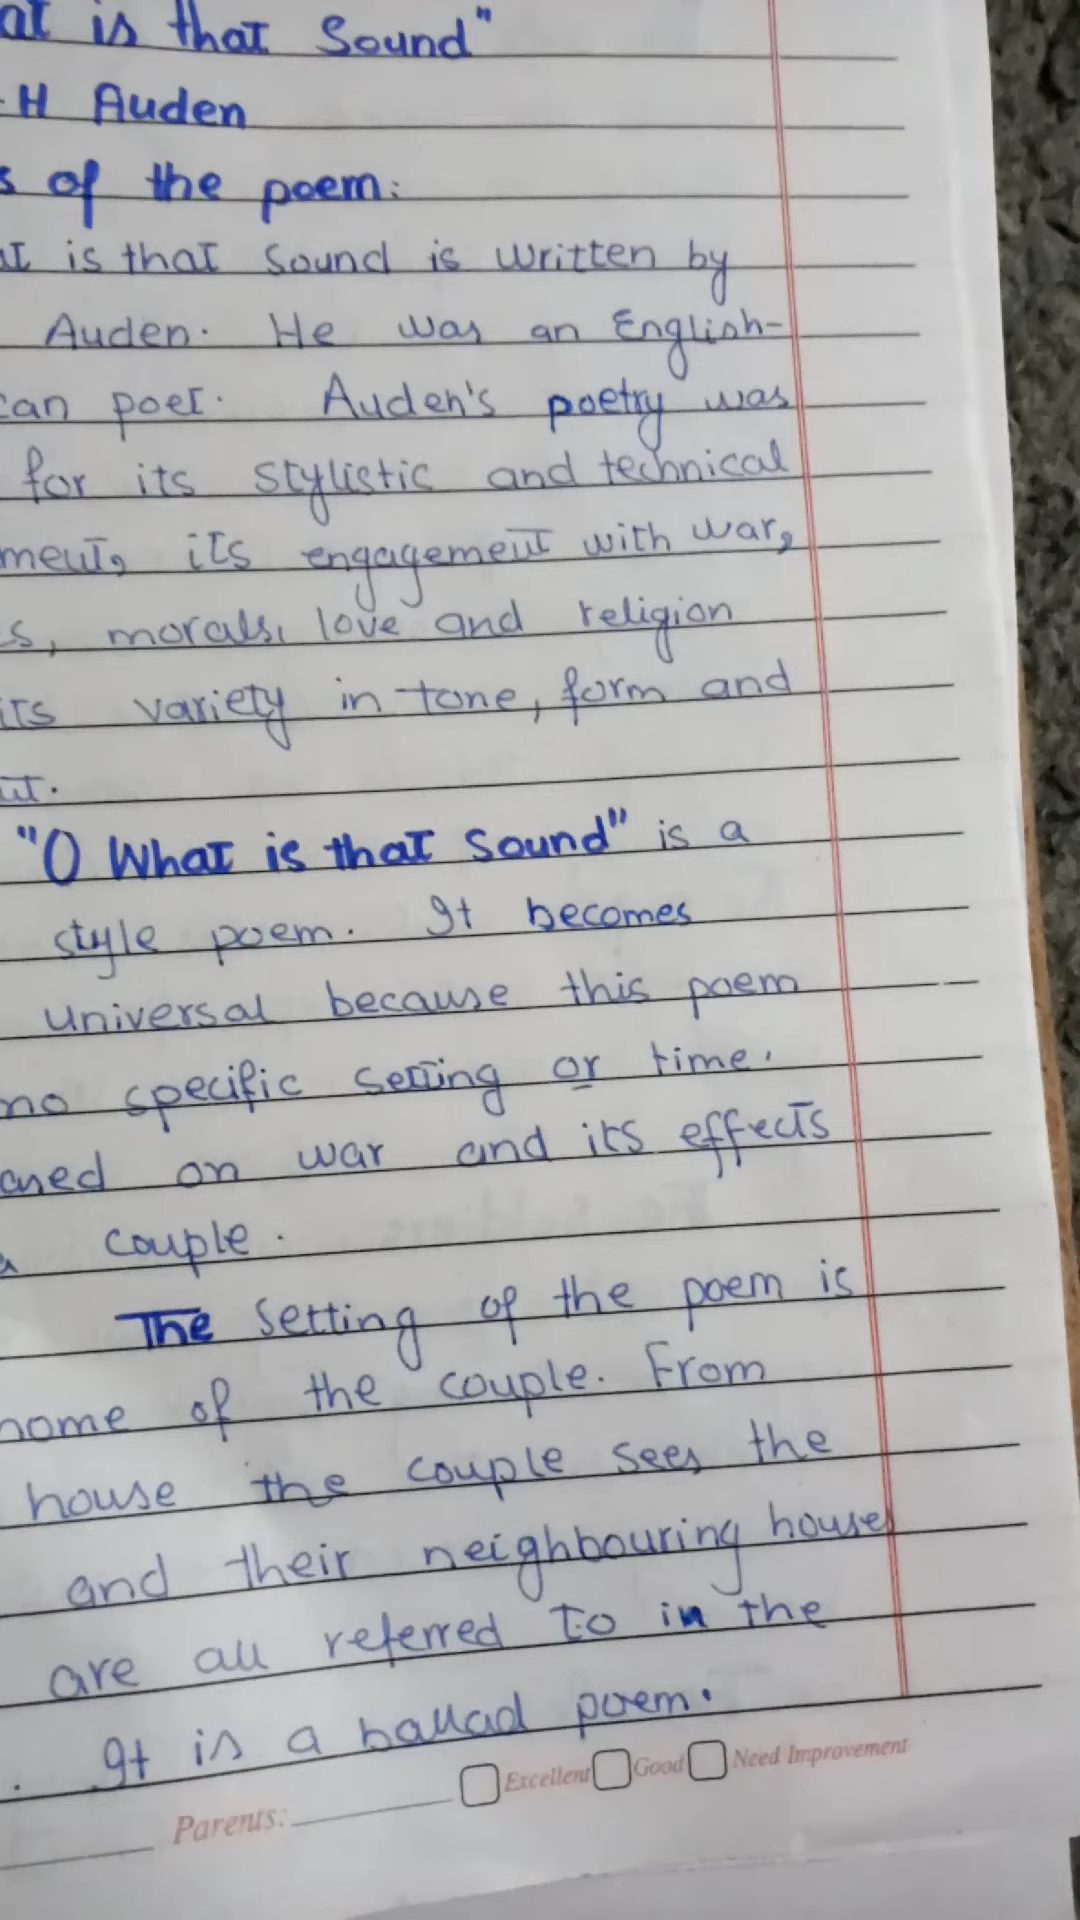 at is that Sound"
-H Auden
s of the poem:
at is that Sound is written by
Auden. He was an English-
can poet. Auden's poetry was
for its stylistic and technical
ment, its engagement with war,
s, morals, love and religion
its variety in tone, form and
nt.
"O What is that Sound" is a
style poem. It becomes
universal because this poem
no specific setting or time.
ased on war and its effects
a couple.
The setting of the poem is
home of the couple. From
house the couple sees the
and their neighbouring house
are all referred to in the
. It is a ballad poem.
Excellent Good Need Improvement
Parents: